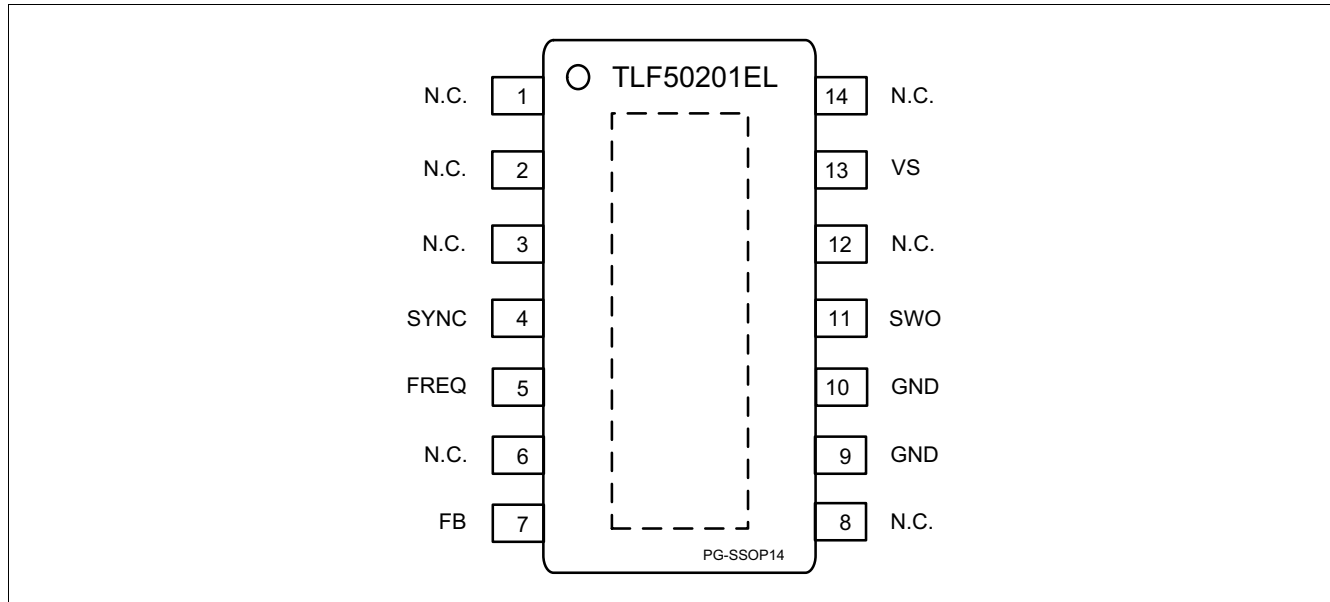 TLF50201EL
N.C. 1 14 N.C.
N.C. 2 13 VS
N.C. 3 12 N.C.
SYNC 4 11 SWO
FREQ 5 10 GND
N.C. 6 9 GND
FB 7 8 N.C.
PG-SSOP14